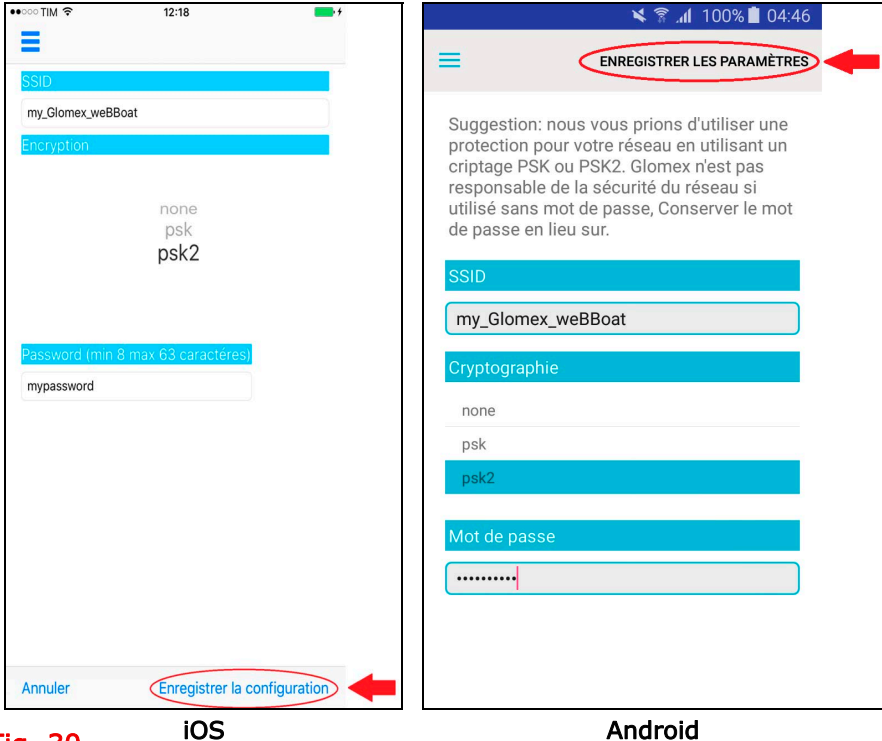 TIM 12:18
SSID
my_Glomex_weBBoat
Encryption
none
psk
psk2
Password (min 8 max 63 caractéres)
mypassword
Annuler Enregistrer la configuration
iOS
100% 04:46
ENREGISTRER LES PARAMÈTRES
Suggestion: nous vous prions d'utiliser une
protection pour votre réseau en utilisant un
criptage PSK ou PSK2. Glomex n'est pas
responsable de la sécurité du réseau si
utilisé sans mot de passe, Conserver le mot
de passe en lieu sur.
SSID
my_Glomex_weBBoat
Cryptographie
none
psk
psk2
Mot de passe
••••••••••
Android